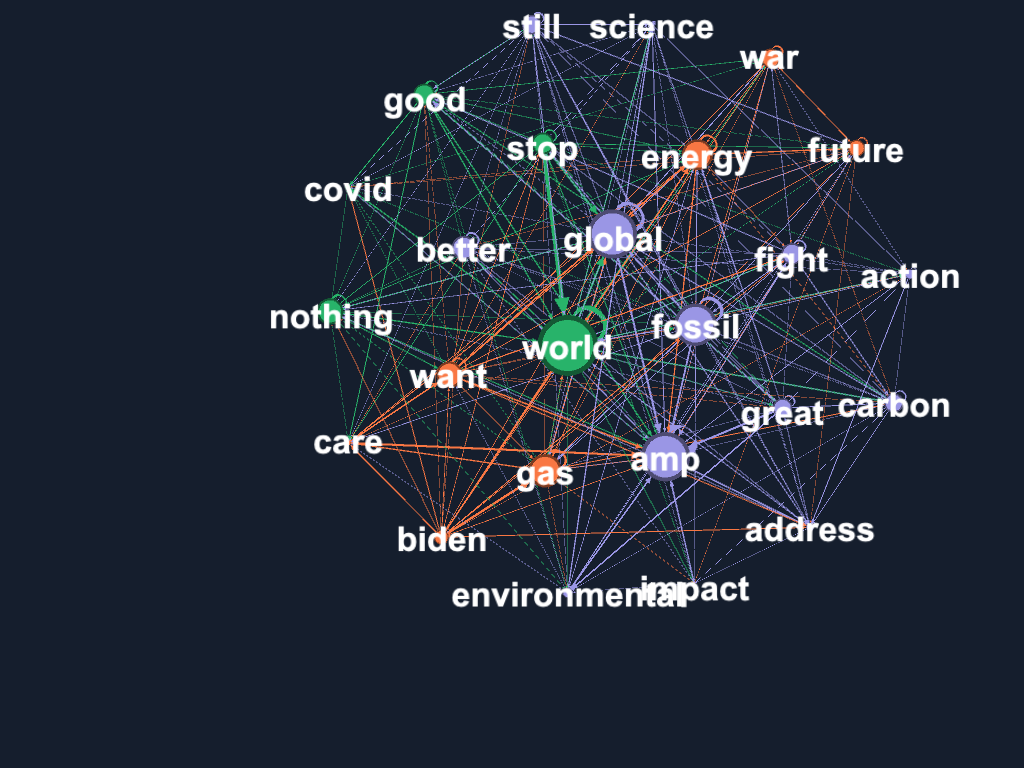 still
science
war
good
stop
energy
future
covid
global
better
fight
action
nothing
fossil
world
want
great
carbon
care
amp
gas
address
biden
environmental
impact